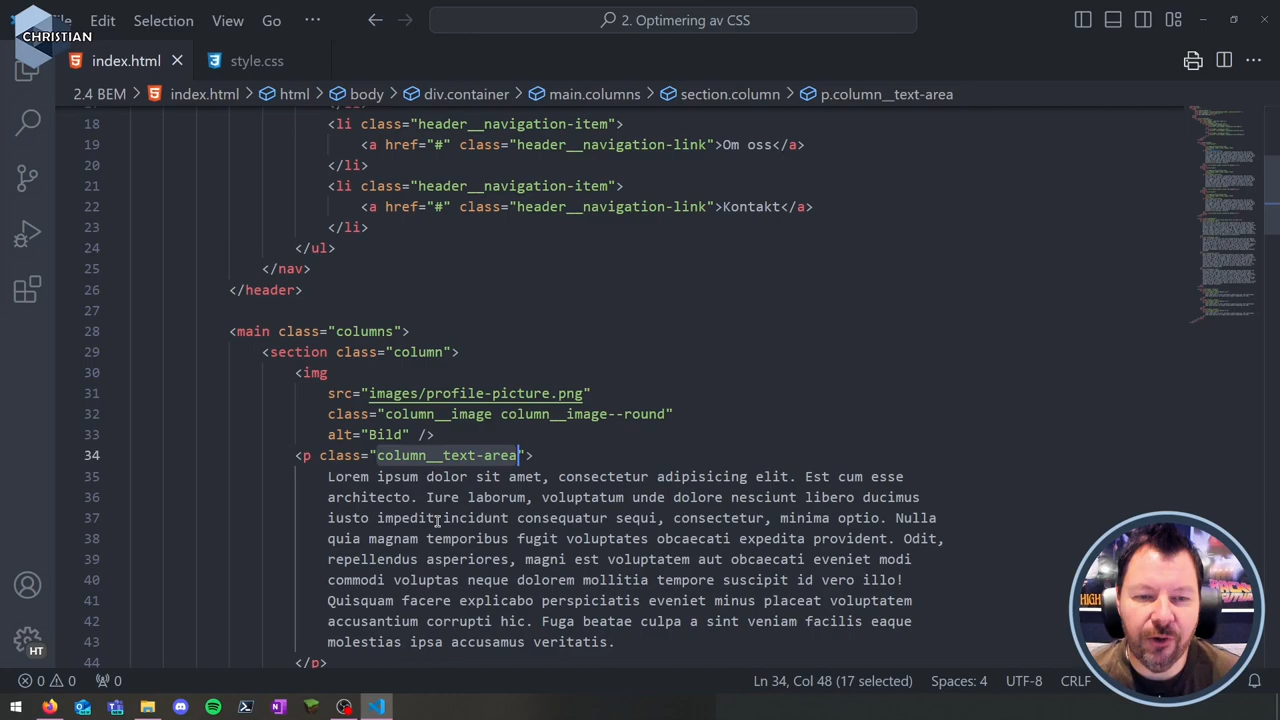 File Edit Selection View Go ··· 2. Optimering av CSS
CHRISTIAN
index.html style.css
2.4 BEM index.html html body div.container main.columns section.column p.column__text-area
18 <li class="header__navigation-item">
19 <a href="#" class="header__navigation-link">Om oss</a>
20 </li>
21 <li class="header__navigation-item">
22 <a href="#" class="header__navigation-link">Kontakt</a>
23 </li>
24 </ul>
25 </nav>
26 </header>
27
28 <main class="columns">
29 <section class="column">
30 <img
31 src="images/profile-picture.png"
32 class="column__image column__image--round"
33 alt="Bild" />
34 <p class="column__text-area">
35 Lorem ipsum dolor sit amet, consectetur adipisicing elit. Est cum esse
36 architecto. Iure laborum, voluptatum unde dolore nesciunt libero ducimus
37 iusto impedit incidunt consequatur sequi, consectetur, minima optio. Nulla
38 quia magnam temporibus fugit voluptates obcaecati expedita provident. Odit,
39 repellendus asperiores, magni est voluptatem aut obcaecati eveniet modi
40 commodi voluptas neque dolorem mollitia tempore suscipit id vero illo!
41 Quisquam facere explicabo perspiciatis eveniet minus placeat voluptatem
42 accusantium corrupti hic. Fuga beatae culpa a sint veniam facilis eaque
43 molestias ipsa accusamus veritatis.
44 </p>
HT 0 0 0 Ln 34, Col 48 (17 selected) Spaces: 4 UTF-8 CRLF